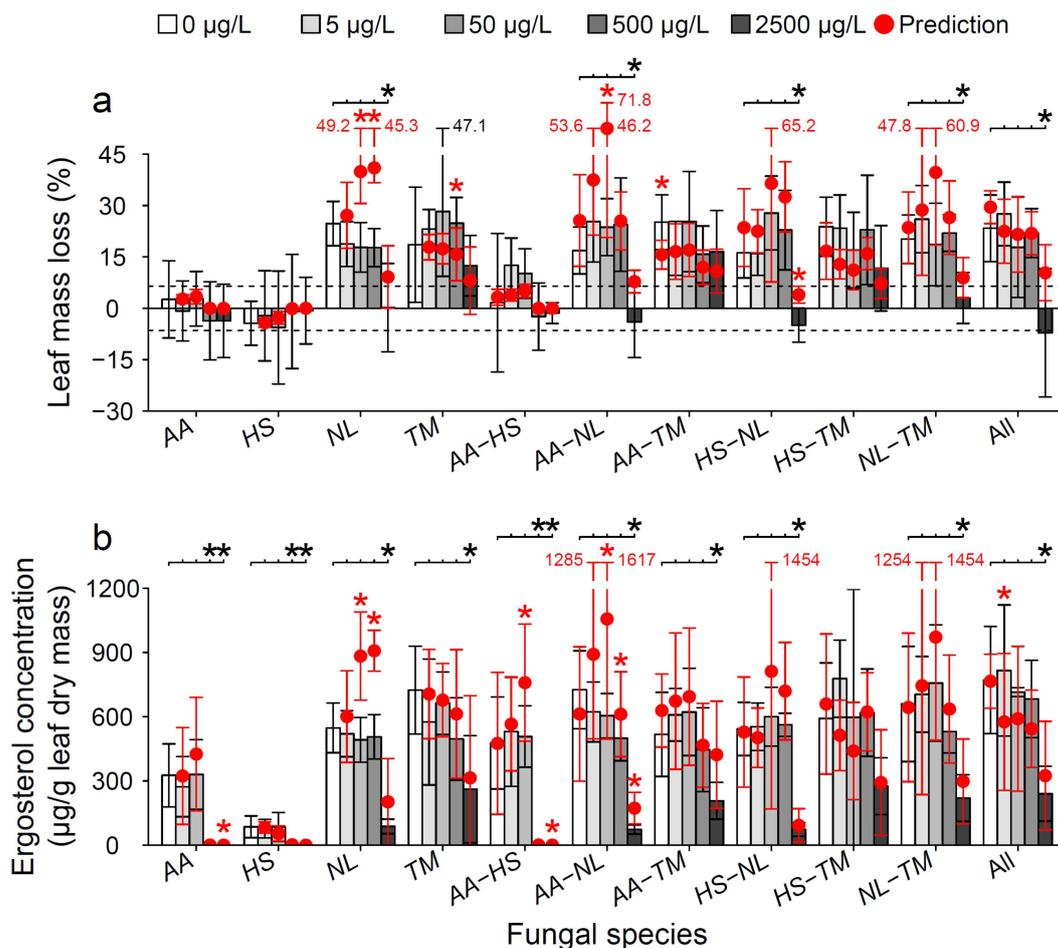 0 µg/L 5 µg/L 50 µg/L 500 µg/L 2500 µg/L Prediction
a
* * * * *
** * * 71.8
49.2 45.3 47.1 53.6 46.2 65.2 47.8 60.9
Leaf mass loss (%)
45
30
15
0
−15
−30
* * *
AA HS NL TM AA−HS AA−NL AA−TM HS−NL HS−TM NL−TM All
b
** ** * * ** * * * * *
1285 * 1617 1454 1254 1454
Ergosterol concentration
(µg/g leaf dry mass)
1200
900
600
300
0
* * * * * * * *
AA HS NL TM AA−HS AA−NL AA−TM HS−NL HS−TM NL−TM All
Fungal species